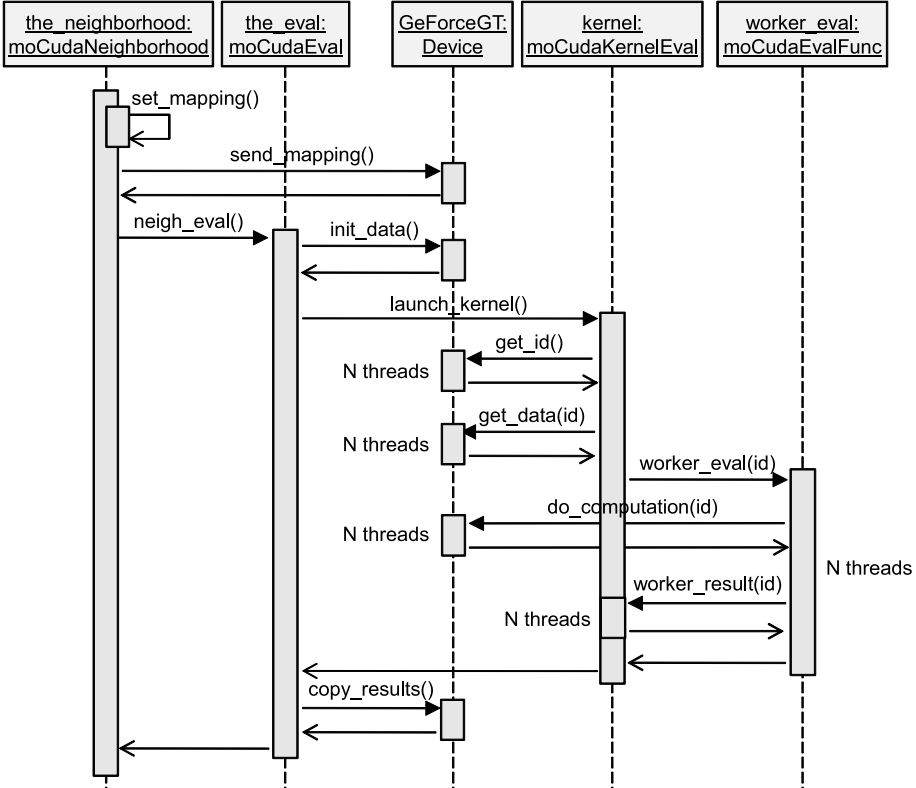 the_neighborhood:
moCudaNeighborhood
the_eval:
moCudaEval
GeForceGT:
Device
kernel:
moCudaKernelEval
worker_eval:
moCudaEvalFunc
set_mapping()
send_mapping()
neigh_eval()
init_data()
launch_kernel()
get_id()
N threads
get_data(id)
N threads
worker_eval(id)
do_computation(id)
N threads
N threads
worker_result(id)
N threads
copy_results()